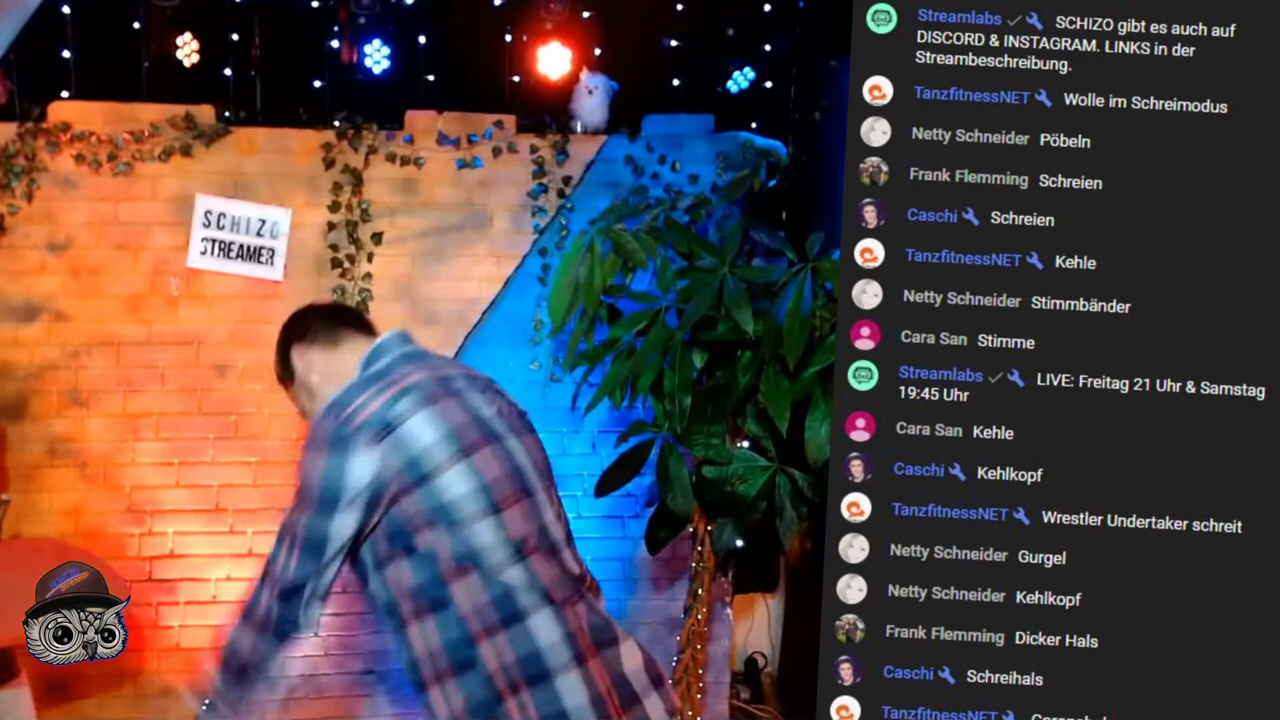 SCHIZO
STREAMER
Streamlabs SCHIZO gibt es auch auf
DISCORD & INSTAGRAM. LINKS in der
Streambeschreibung.
TanzfitnessNET Wolle im Schreimodus
Netty Schneider Pöbeln
Frank Flemming Schreien
Caschi Schreien
TanzfitnessNET Kehle
Netty Schneider Stimmbänder
Cara San Stimme
Streamlabs LIVE: Freitag 21 Uhr & Samstag
19:45 Uhr
Cara San Kehle
Caschi Kehlkopf
TanzfitnessNET Wrestler Undertaker schreit
Netty Schneider Gurgel
Netty Schneider Kehlkopf
Frank Flemming Dicker Hals
Caschi Schreihals
TanzfitnessNET